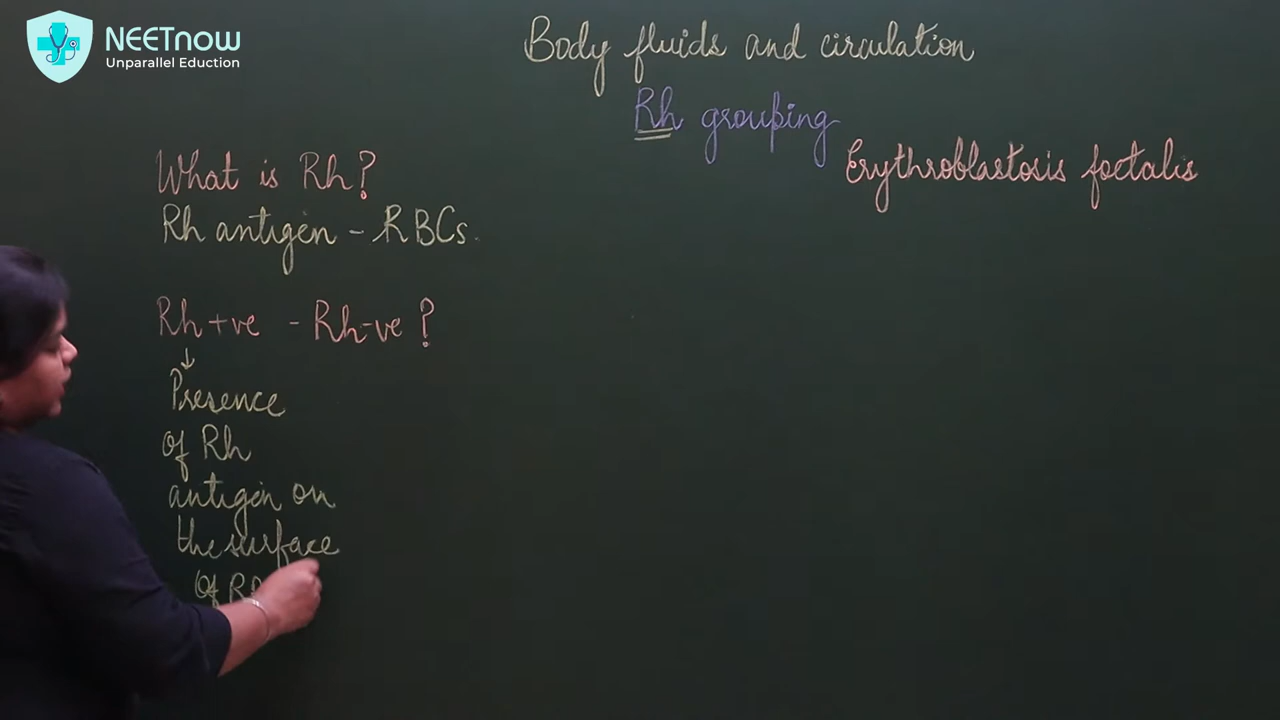 NEETnow
Unparallel Eduction
Body fluids and circulation
Rh grouping
Erythroblastosis foetalis
What is Rh?
Rh antigen - RBCs.
Rh +ve - Rh-ve ?
Presence
of Rh
antigen on
the surface
of